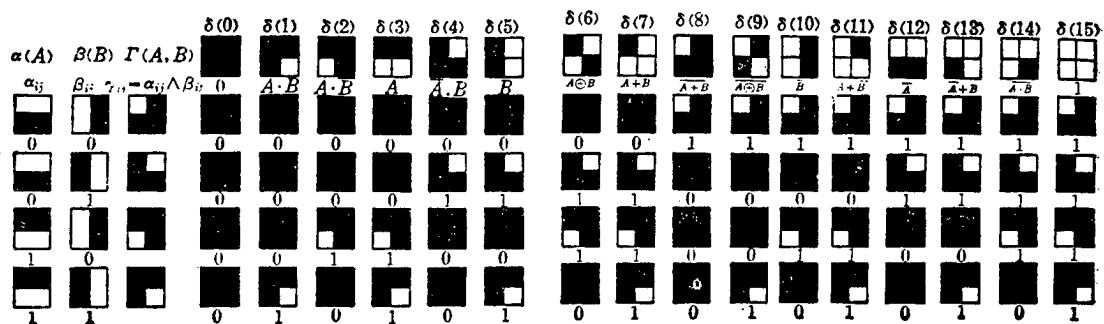 δ(0) δ(1) δ(2) δ(3) δ(4) δ(5) δ(6) δ(7) δ(8) δ(9) δ(10) δ(11) δ(12) δ(13) δ(14) δ(15)
α(A) β(B) Γ(A, B)
α_ij β_ij γ_ij = α_ij ∧ β_ij 0 A·B A·B̅ A A̅.B B A⊕B A+B \overline{A+B} \overline{A⊕B} B̅ A+B̅ A̅ A̅+B \overline{A·B} 1
0 0 0 0 0 0 0 0 0 0 1 1 1 1 1 1 1 1
0 1 0 0 0 0 1 1 1 1 0 0 0 0 1 1 1 1
1 0 0 0 1 1 0 0 1 1 0 0 1 1 0 0 1 1
1 1 0 1 0 1 0 1 0 1 0 1 0 1 0 1 0 1